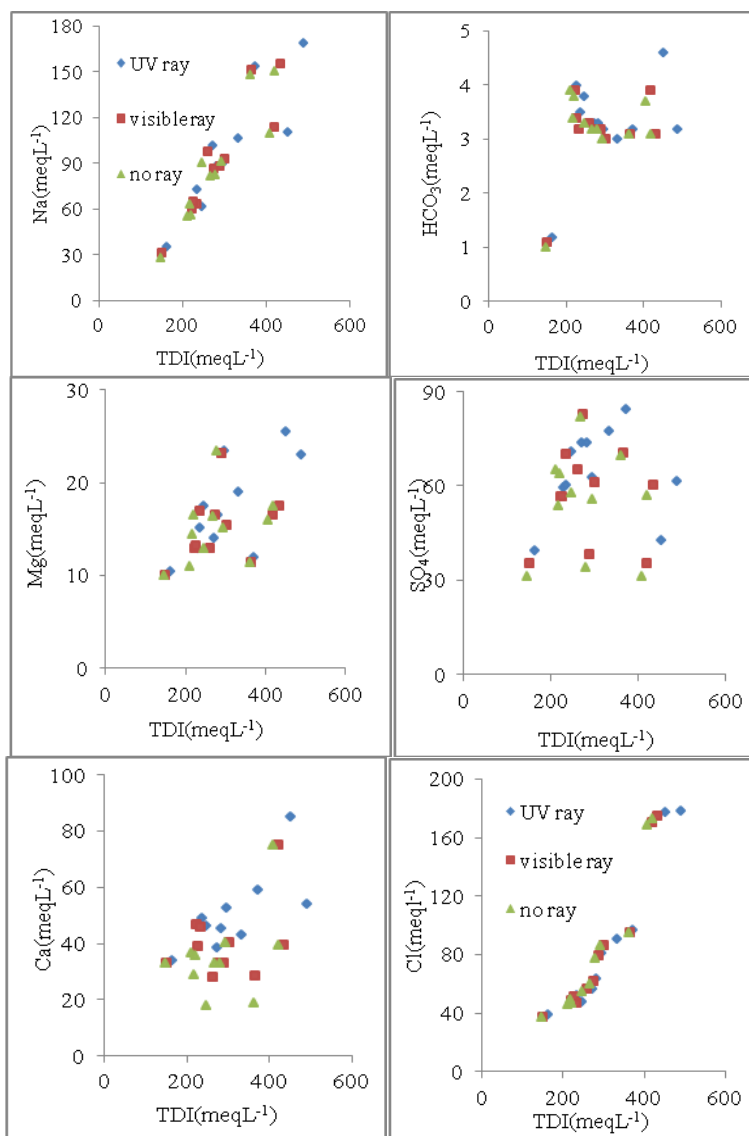 180
150
120
90
60
30
0
Na(meqL-1)
UV ray
visible ray
no ray
0 200 400 600
TDI(meqL-1)
5
4
3
2
1
0
HCO3(meqL-1)
0 200 400 600
TDI(meqL-1)
30
20
10
0
Mg(meqL-1)
0 200 400 600
TDI(meqL-1)
90
60
30
0
SO4(meqL-1)
0 200 400 600
TDI(meqL-1)
100
80
60
40
20
0
Ca(meqL-1)
0 200 400 600
TDI(meqL-1)
200
160
120
80
40
0
Cl(meql-1)
UV ray
visible ray
no ray
0 200 400 600
TDI(meqL-1)